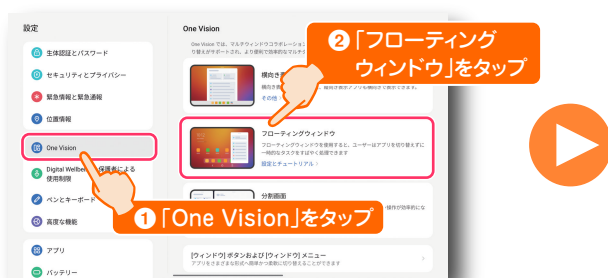 設定
生体認証とパスワード
セキュリティとプライバシー
緊急情報と緊急通報
位置情報
One Vision
Digital Wellbe 保護者による
使用制限
ペンとキーボード
高度な機能
アプリ
バッテリー
One Vision
One Vision では、マルチウィンドウコラボレーション
り替えがサポートされ、より便利で効率的なマルチ
横向き
横向き
その他
フローティングウィンドウ
フローティングウィンドウを使用すると、ユーザーはアプリを切り替えずに
一時的なタスクをすばやく処理できます
設定とチュートリアル
分割画面
操作が効率的にな
[ウィンドウ] ボタンおよび [ウィンドウ] メニュー
アプリをさまざまな形式へ簡単かつ柔軟に切り替えることができます
② 「フローティング
ウィンドウ」をタップ
① 「One Vision」をタップ